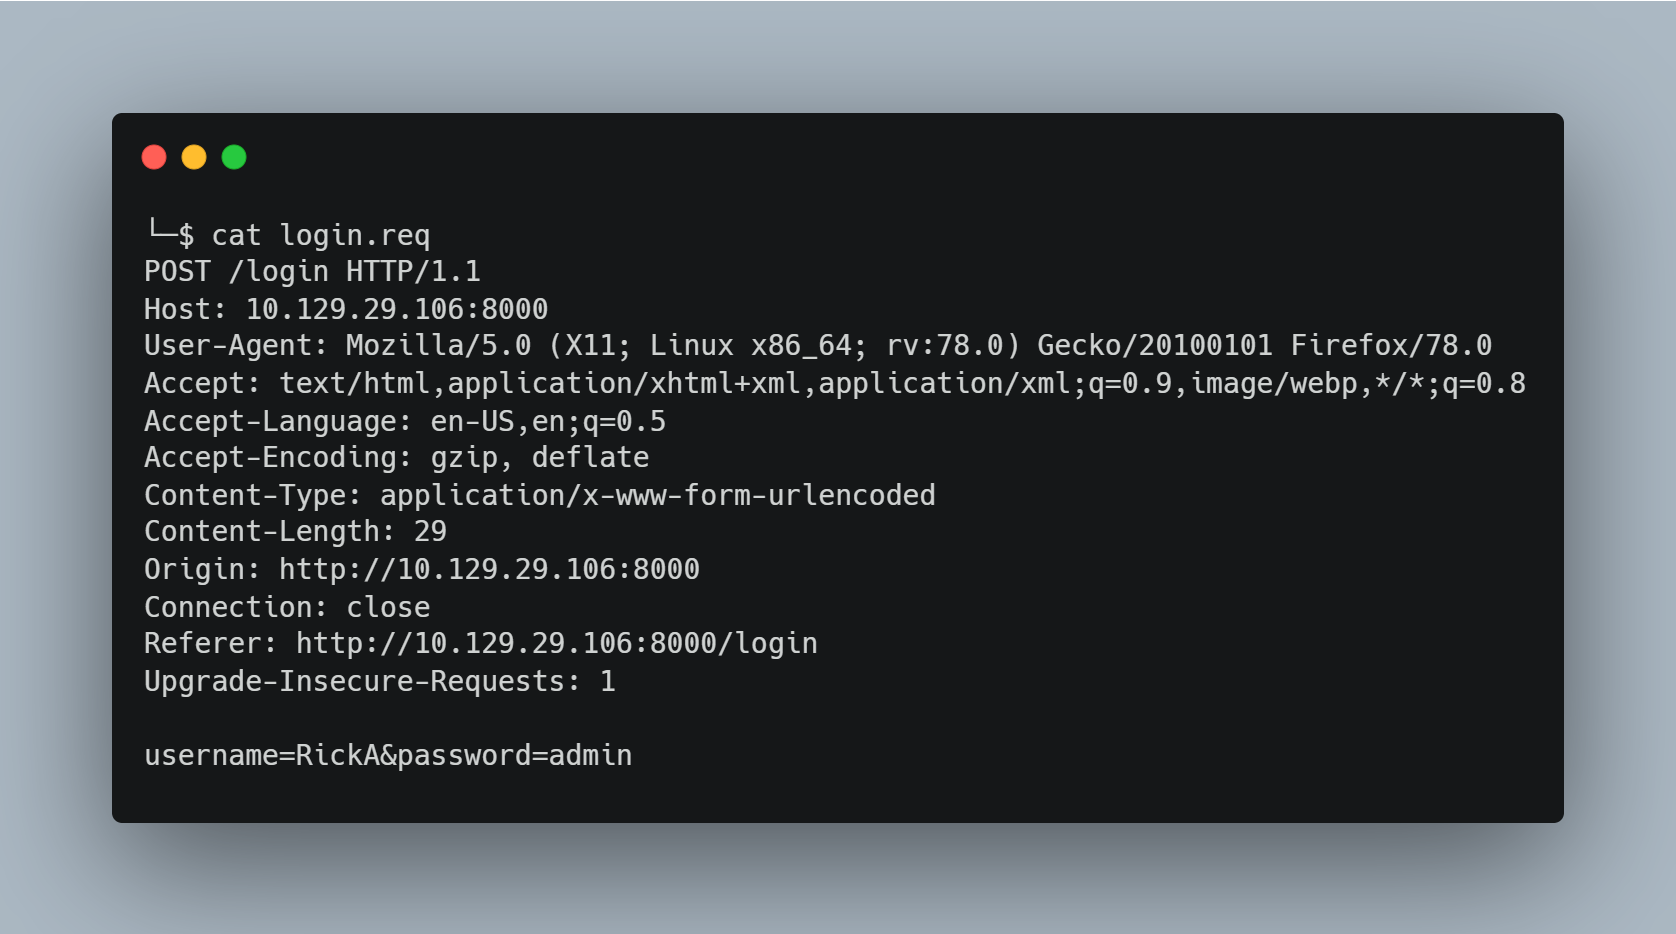 └─$ cat login.req
POST /login HTTP/1.1
Host: 10.129.29.106:8000
User-Agent: Mozilla/5.0 (X11; Linux x86_64; rv:78.0) Gecko/20100101 Firefox/78.0
Accept: text/html,application/xhtml+xml,application/xml;q=0.9,image/webp,*/*;q=0.8
Accept-Language: en-US,en;q=0.5
Accept-Encoding: gzip, deflate
Content-Type: application/x-www-form-urlencoded
Content-Length: 29
Origin: http://10.129.29.106:8000
Connection: close
Referer: http://10.129.29.106:8000/login
Upgrade-Insecure-Requests: 1

username=RickA&password=admin